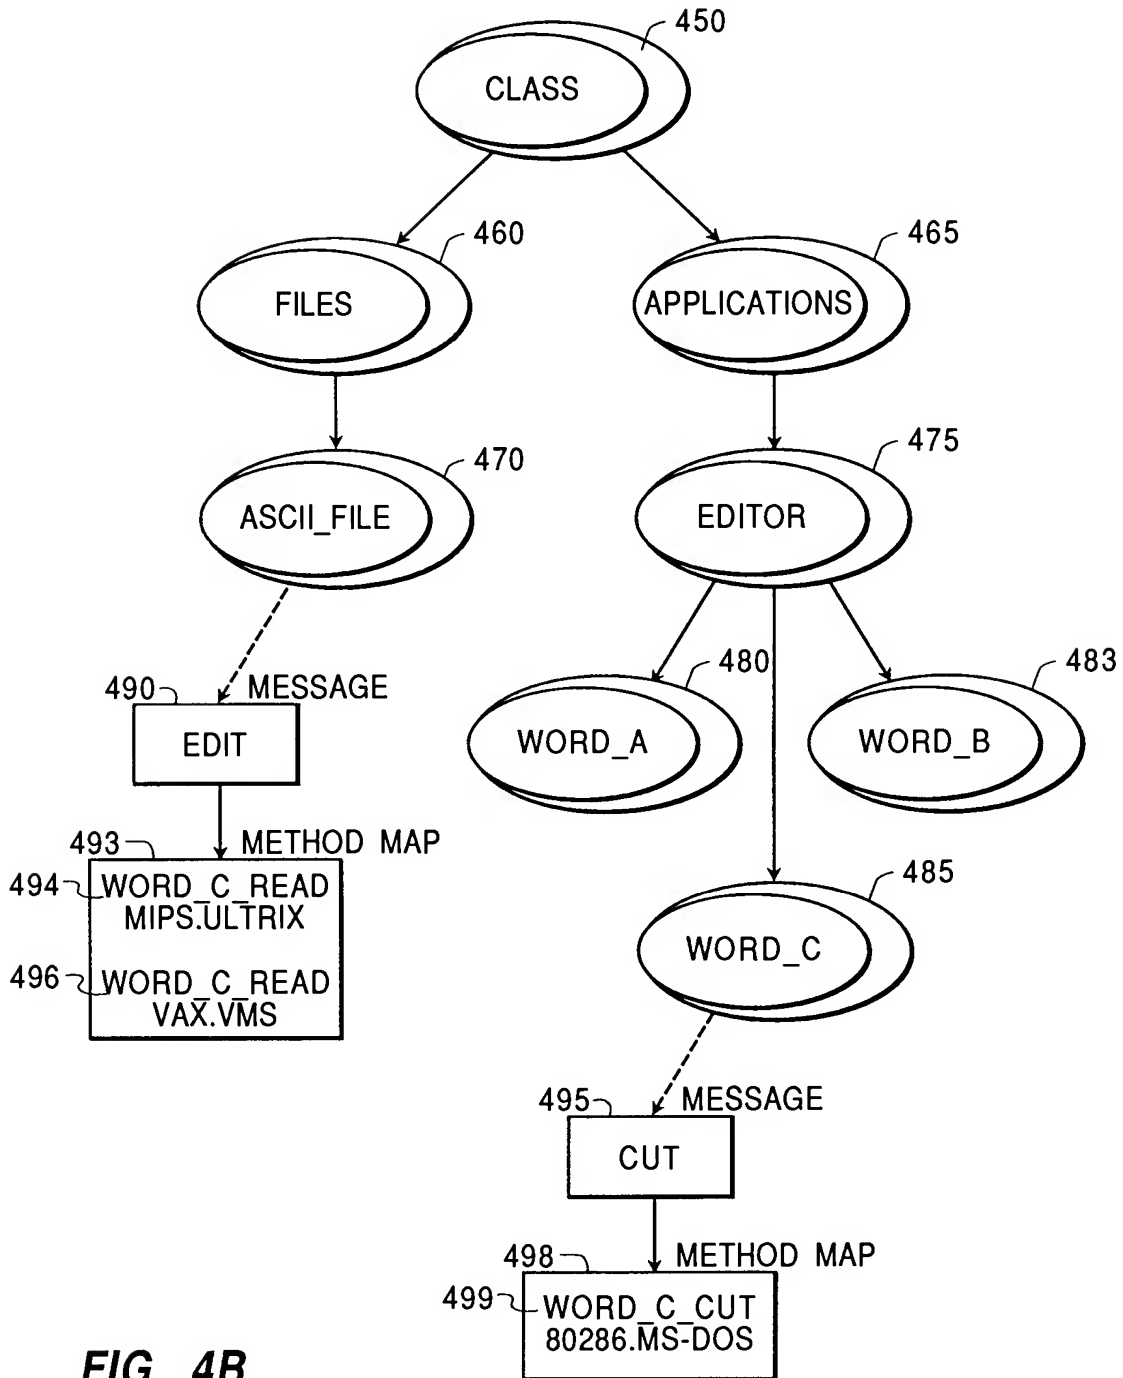 450
CLASS
460
465
FILES
APPLICATIONS
470
475
ASCII_FILE
EDITOR
480
483
490
MESSAGE
EDIT
WORD_A
WORD_B
493
METHOD MAP
494
WORD_C_READ
MIPS.ULTRIX
485
496
WORD_C_READ
VAX.VMS
WORD_C
495
MESSAGE
CUT
498
METHOD MAP
499
WORD_C_CUT
80286.MS-DOS
FIG. 4B